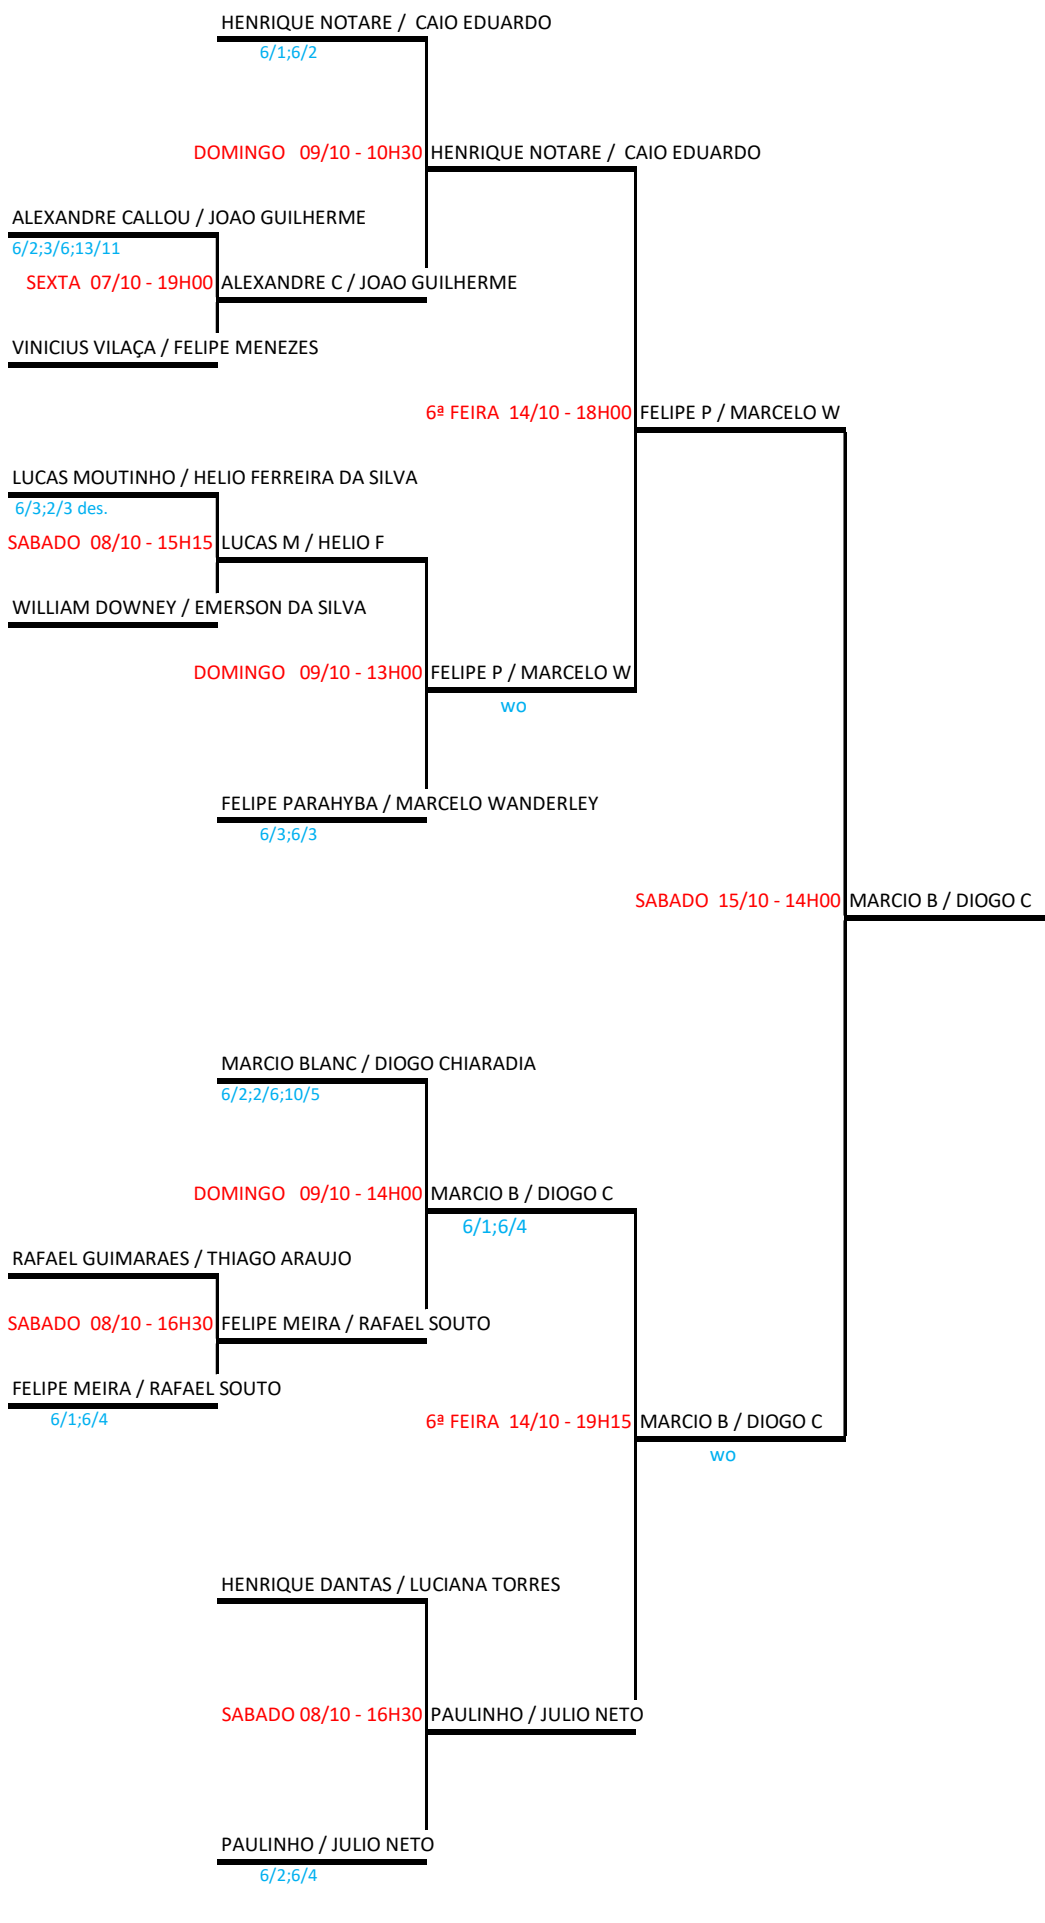 HENRIQUE NOTARE /  CAIO EDUARDO
6/1;6/2
DOMINGO   09/10 - 10H30 HENRIQUE NOTARE /  CAIO EDUARDO
ALEXANDRE CALLOU / JOAO GUILHERME
6/2;3/6;13/11
SEXTA  07/10 - 19H00 ALEXANDRE C / JOAO GUILHERME
VINICIUS VILAÇA / FELIPE MENEZES
6ª FEIRA  14/10 - 18H00 FELIPE P / MARCELO W
LUCAS MOUTINHO / HELIO FERREIRA DA SILVA
6/3;2/3 des.
SABADO  08/10 - 15H15 LUCAS M / HELIO F
WILLIAM DOWNEY / EMERSON DA SILVA
DOMINGO   09/10 - 13H00 FELIPE P / MARCELO W
wo
FELIPE PARAHYBA / MARCELO WANDERLEY
6/3;6/3
SABADO  15/10 - 14H00 MARCIO B / DIOGO C
MARCIO BLANC / DIOGO CHIARADIA
6/2;2/6;10/5
DOMINGO   09/10 - 14H00 MARCIO B / DIOGO C
6/1;6/4
RAFAEL GUIMARAES / THIAGO ARAUJO
SABADO  08/10 - 16H30 FELIPE MEIRA / RAFAEL SOUTO
FELIPE MEIRA / RAFAEL SOUTO
6/1;6/4
6ª FEIRA  14/10 - 19H15 MARCIO B / DIOGO C
wo
HENRIQUE DANTAS / LUCIANA TORRES
SABADO 08/10 - 16H30 PAULINHO / JULIO NETO
PAULINHO / JULIO NETO
6/2;6/4